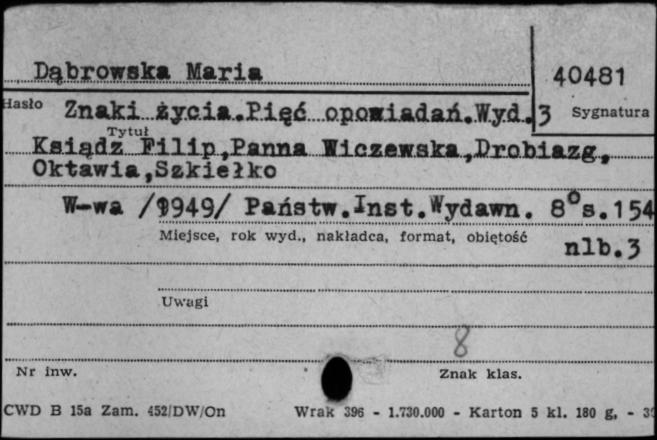 Dąbrowska Maria
40481
Hasło Znaki życia.Pięć opowiadań.Wyd.3 Sygnatura
Tytuł
Ksiądz Filip,Panna Wiczewska,Drobiazg,
Oktawia,Szkiełko
W-wa /1949/ Państw.Inst.Wydawn. 8°s.154
Miejsce, rok wyd., nakładca, format, objętość
nlb.3
Uwagi
8
Nr inw. Znak klas.
CWD B 15a Zam. 452/DW/On Wrak 396 - 1.730.000 - Karton 5 kl. 180 g, -